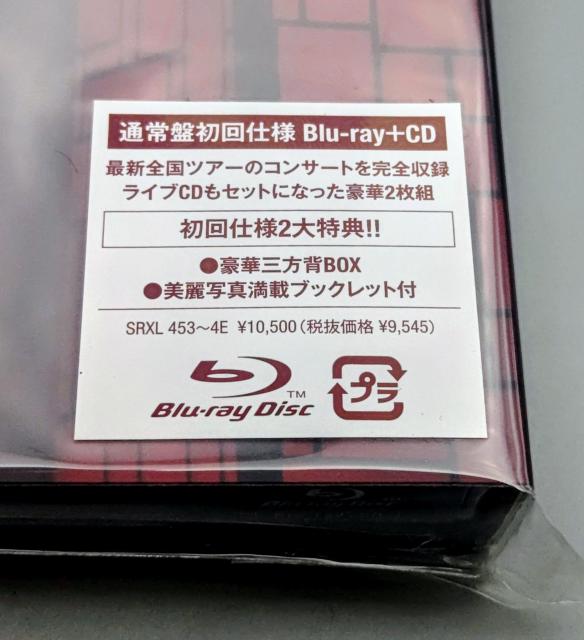 通常盤初回仕様 Blu-ray+CD
最新全国ツアーのコンサートを完全収録
ライブCDもセットになった豪華2枚組
初回仕様2大特典!!
●豪華三方背BOX
●美麗写真満載ブックレット付
SRXL 453～4E ¥10,500（税抜価格 ¥9,545）
Blu-ray Disc TM
プラ